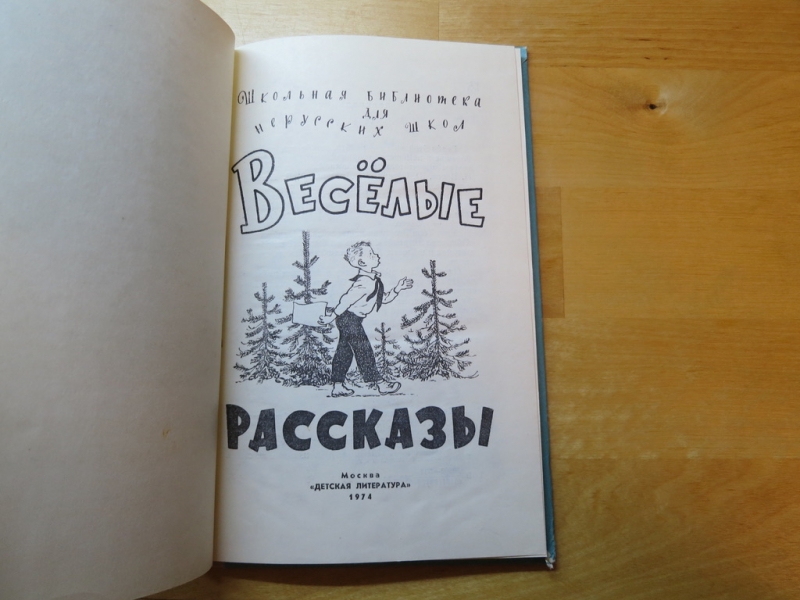 Школьная библиотека
для
нерусских школ
Весёлые
рассказы
Москва
«ДЕТСКАЯ ЛИТЕРАТУРА»
1974